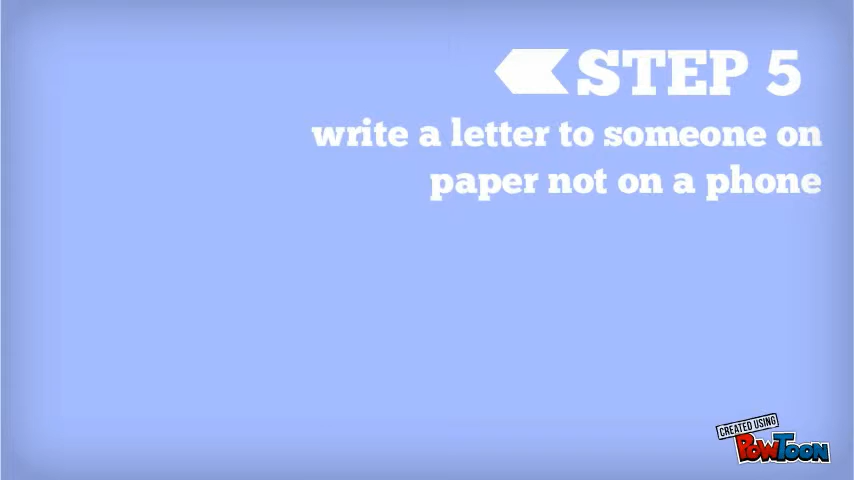 STEP 5
write a letter to someone on
paper not on a phone
CREATED USING
POWTOON